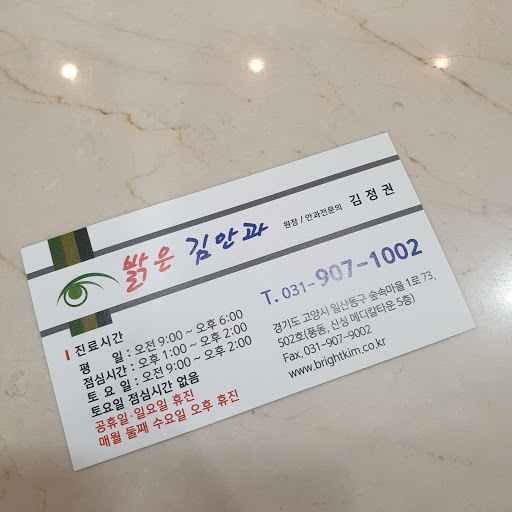 밝은 김안과
원장 / 안과전문의 김정권
진료시간
평 일 : 오전 9:00 ~ 오후 6:00
점심시간 : 오후 1:00 ~ 오후 2:00
토 요 일 : 오전 9:00 ~ 오후 2:00
토요일 점심시간 없음
공휴일·일요일 휴진
매월 둘째 수요일 오후 휴진
T. 031-907-1002
경기도 고양시 일산동구 숲속마을 1로 73,
502호(풍동, 신성 메디칼타운 5층)
Fax. 031-907-9002
www.brightkim.co.kr